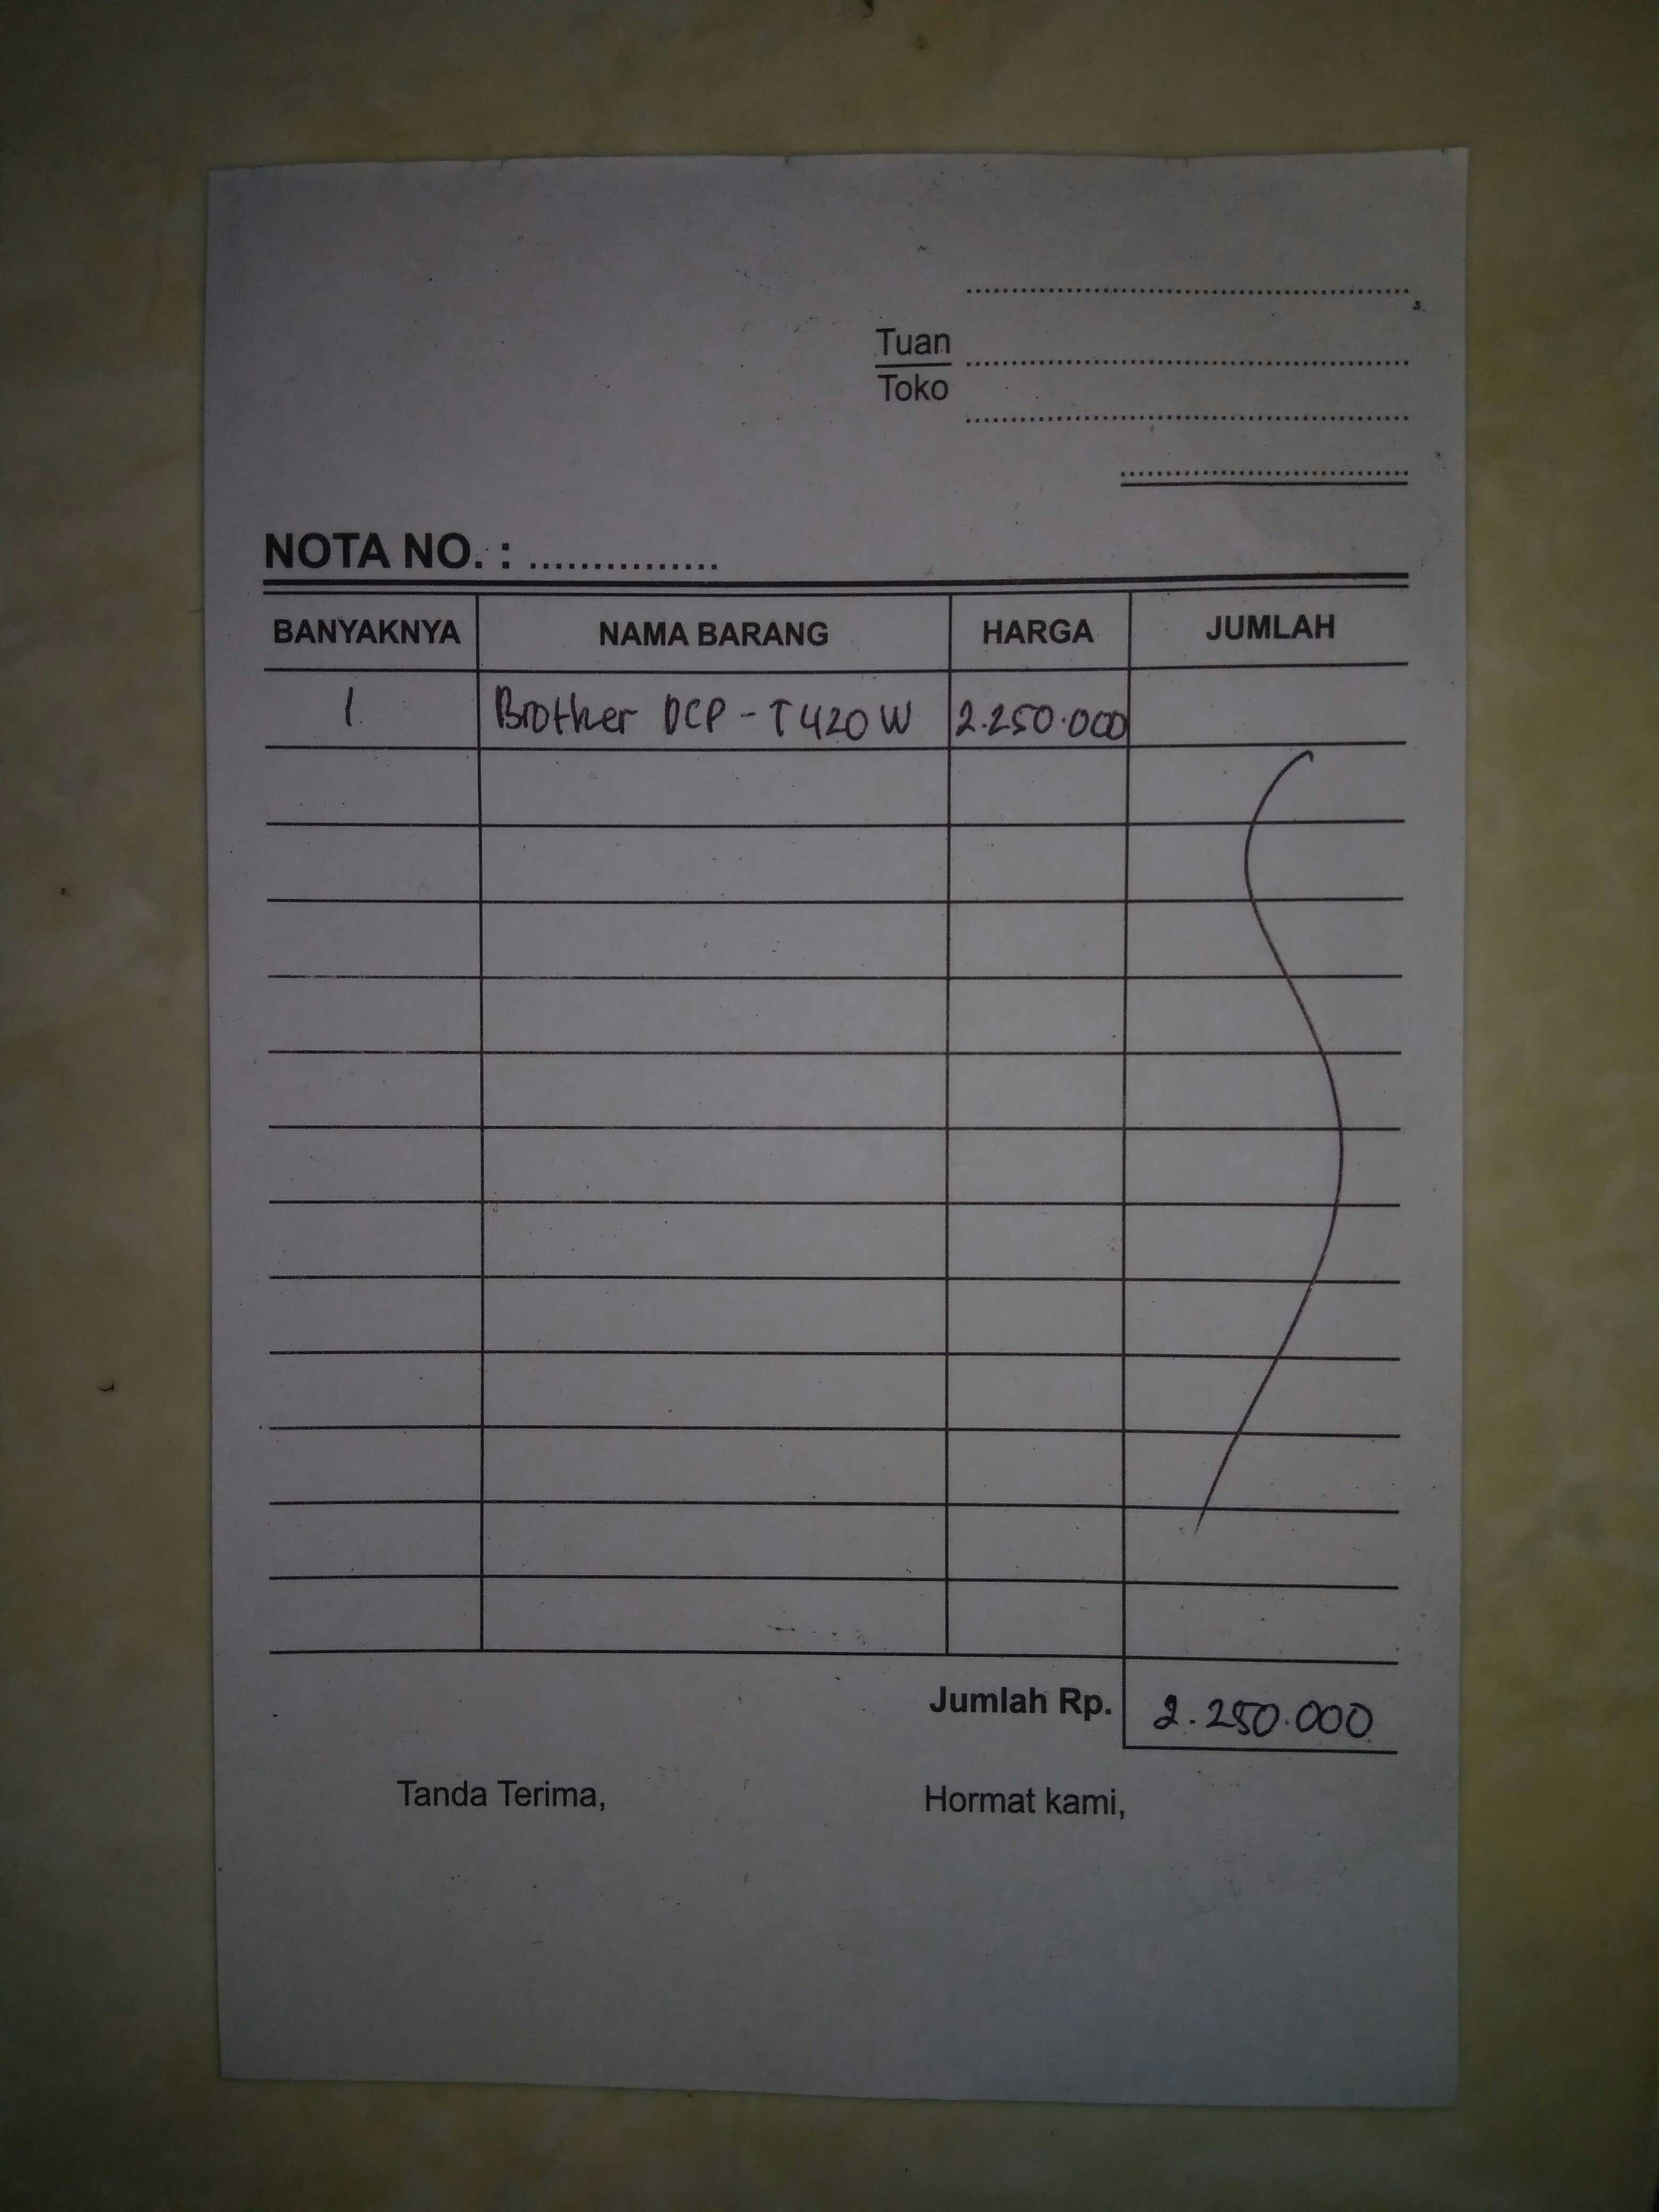 Tuan
Toko
NOTA NO. : ...............
BANYAKNYA NAMA BARANG HARGA JUMLAH
1 Brother DCP - T420W 2.250.000
Jumlah Rp. 2.250.000
Tanda Terima, Hormat kami,